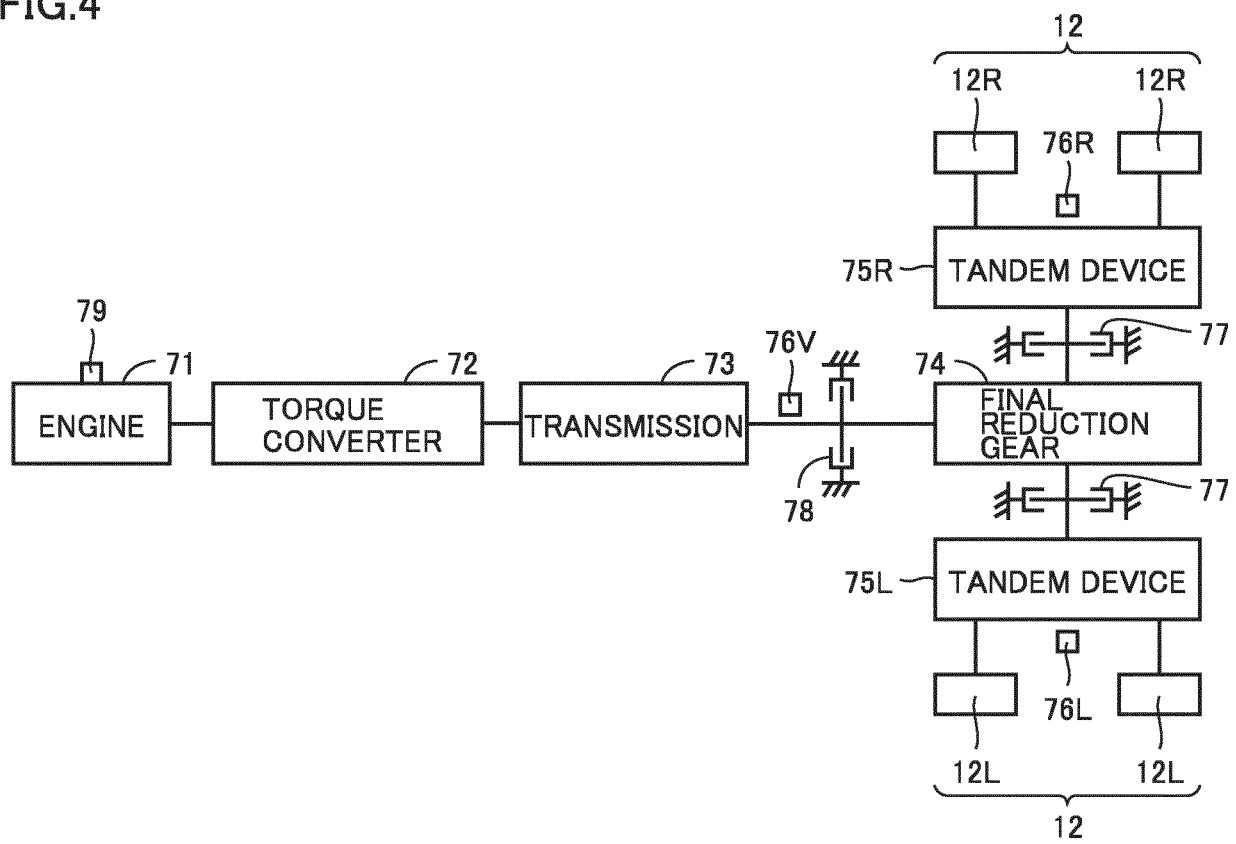 FIG.4
12
12R 12R
76R
75R TANDEM DEVICE
77
79
71 72 73 76V 74
ENGINE
TORQUE
CONVERTER
TRANSMISSION
FINAL
REDUCTION
GEAR
78
77
75L TANDEM DEVICE
76L
12L 12L
12